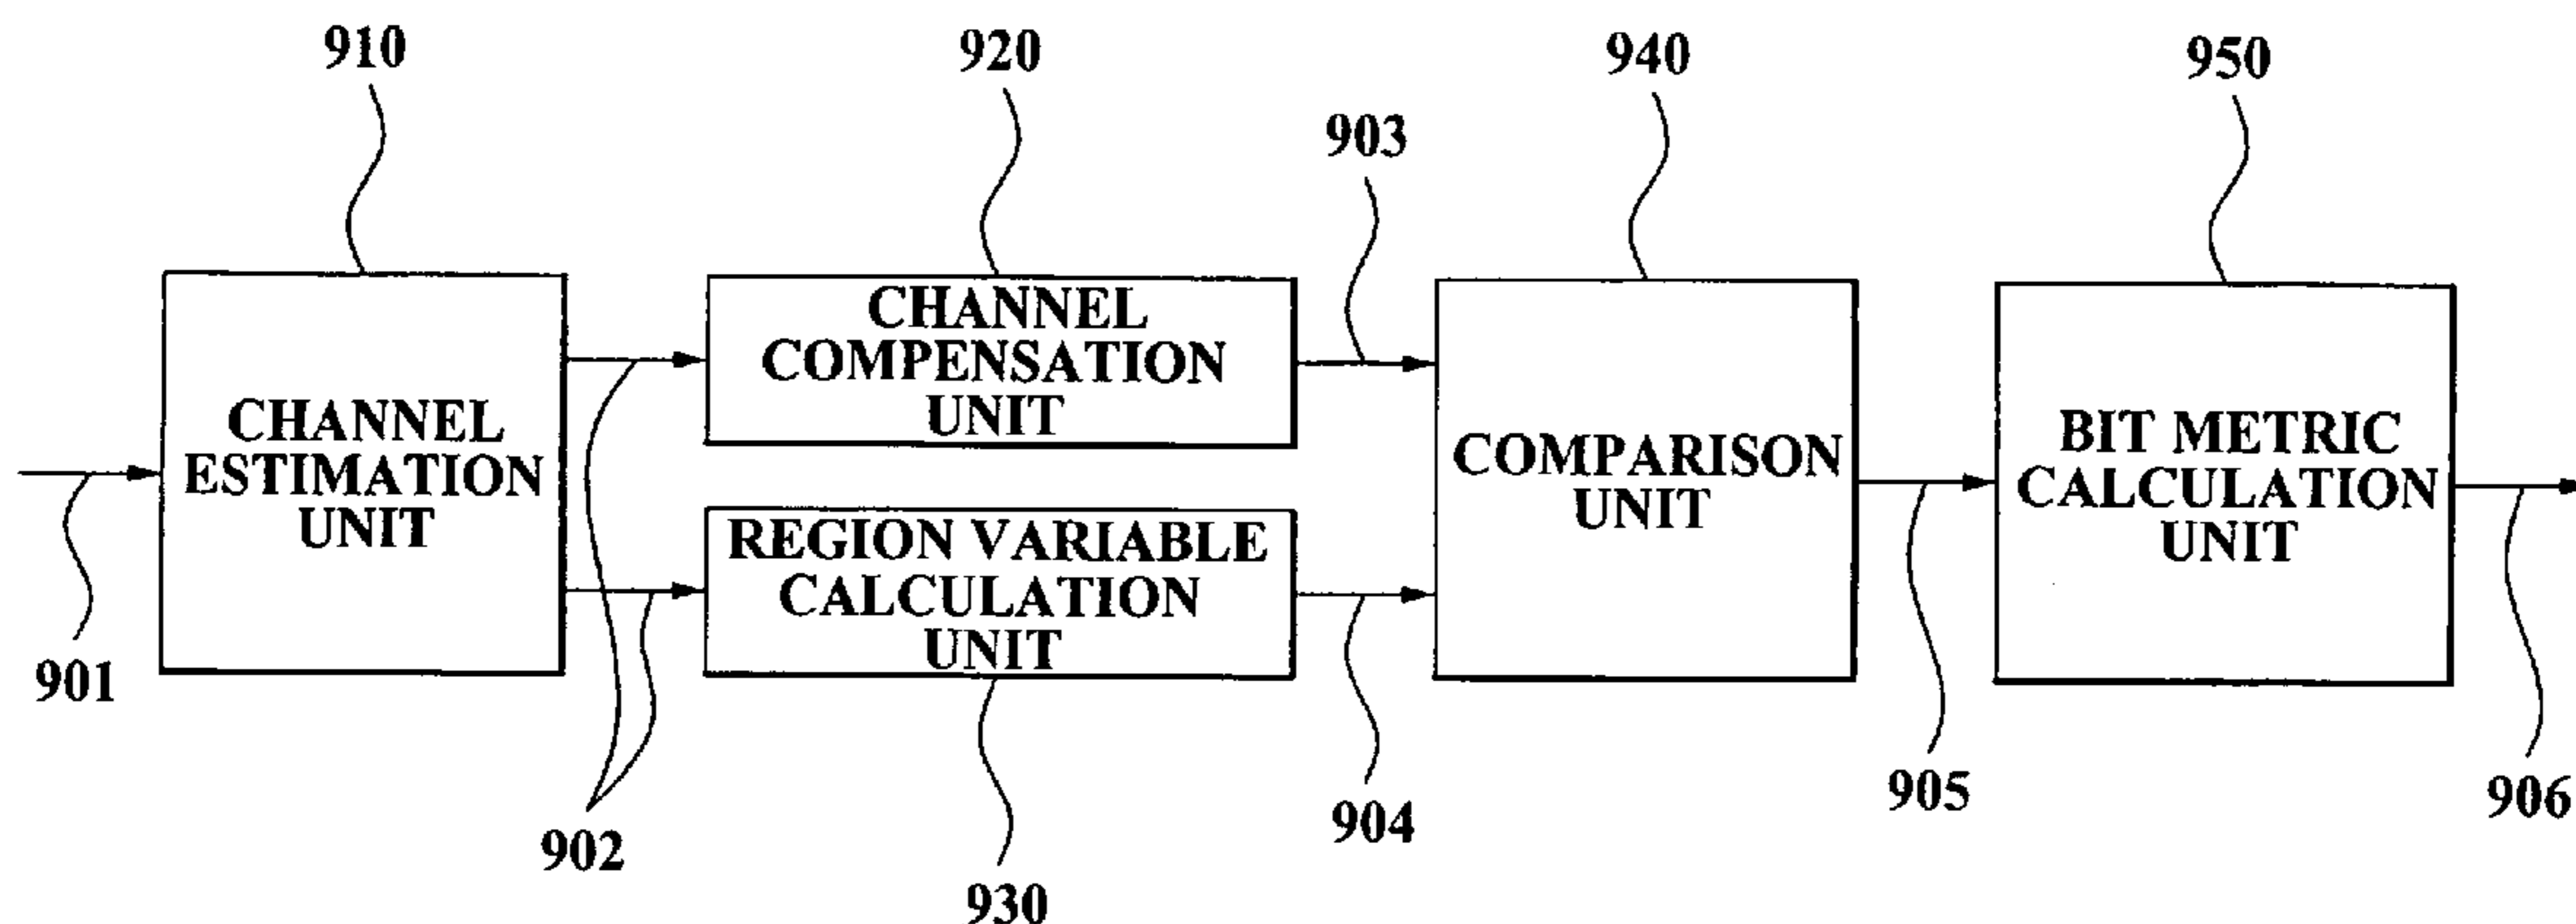 910
920
940
950
903
CHANNEL
ESTIMATION
UNIT
CHANNEL
COMPENSATION
UNIT
REGION VARIABLE
CALCULATION
UNIT
COMPARISON
UNIT
BIT METRIC
CALCULATION
UNIT
901
902
930
904
905
906